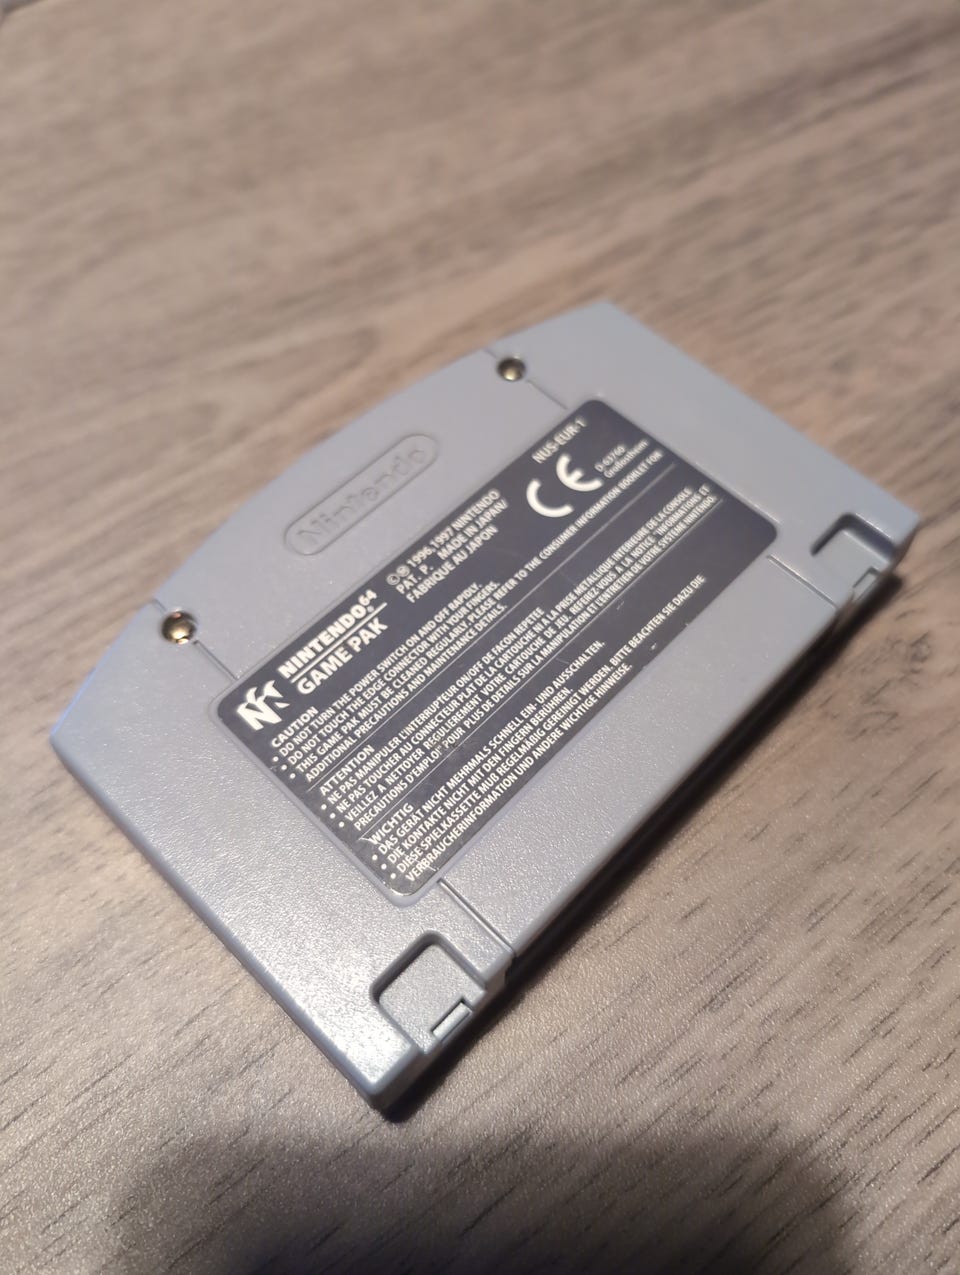 Nintendo
NINTENDO 64
GAME PAK
©℗ 1996, 1997 NINTENDO
PAT. P. MADE IN JAPAN/
FABRIQUE AU JAPON
NUS-EUR-1
CE
D-63760
Großostheim
CAUTION
• DO NOT TURN THE POWER SWITCH ON AND OFF RAPIDLY.
• DO NOT TOUCH THE EDGE CONNECTOR WITH YOUR FINGERS.
• THIS GAME PAK MUST BE CLEANED REGULARLY. PLEASE REFER TO THE CONSUMER INFORMATION BOOKLET FOR
ADDITIONAL PRECAUTIONS AND MAINTENANCE DETAILS.
ATTENTION
• NE PAS MANIPULER L'INTERRUPTEUR ON/OFF DE FACON REPETEE
• NE PAS TOUCHER AU CONNECTEUR PLAT DE LA CARTOUCHE NI A LA PRISE METALLIQUE INTERIEURE DE LA CONSOLE
• VEILLEZ A NETTOYER REGULIEREMENT VOTRE CARTOUCHE DE JEU. REFEREZ-VOUS A LA NOTICE "INFORMATIONS ET
PRECAUTIONS D'EMPLOI" POUR PLUS DE DETAILS SUR LA MANIPULATION ET L'ENTRETIEN DE VOTRE SYSTEME NINTENDO.
WICHTIG
• DAS GERÄT NICHT MEHRMALS SCHNELL EIN- UND AUSSCHALTEN.
• DIE KONTAKTE NICHT MIT DEN FINGERN BERÜHREN.
• DIESE SPIELKASSETTE MUß REGELMÄßIG GEREINIGT WERDEN. BITTE BEACHTEN SIE DAZU DIE
VERBRAUCHERINFORMATION UND ANDERE WICHTIGE HINWEISE